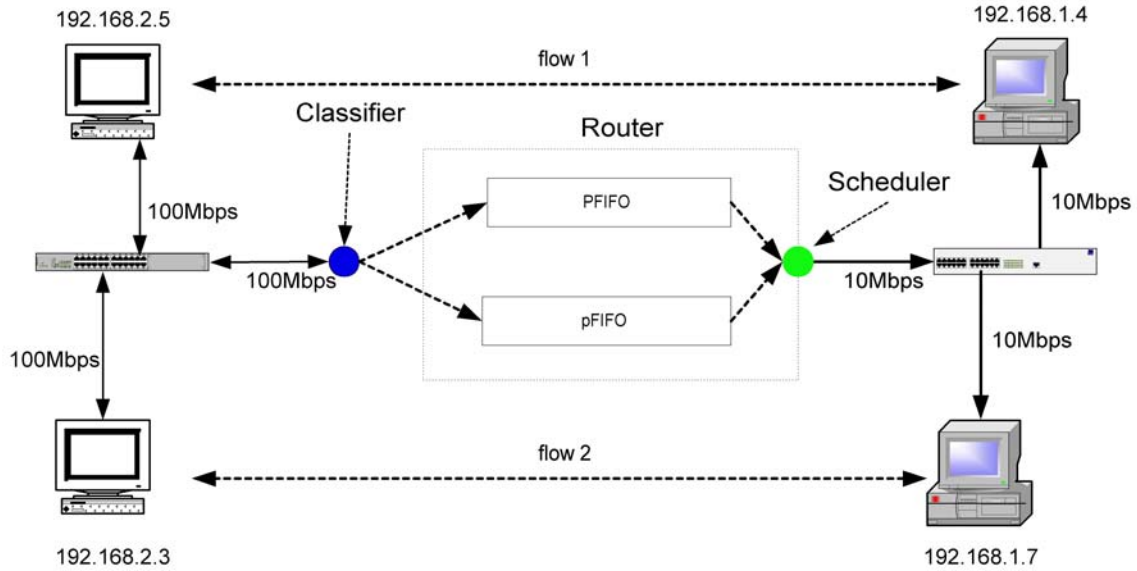 192.168.2.5
192.168.1.4
flow 1
Classifier
Router
Scheduler
PFIFO
100Mbps
10Mbps
100Mbps
10Mbps
pFIFO
100Mbps
10Mbps
flow 2
192.168.2.3
192.168.1.7